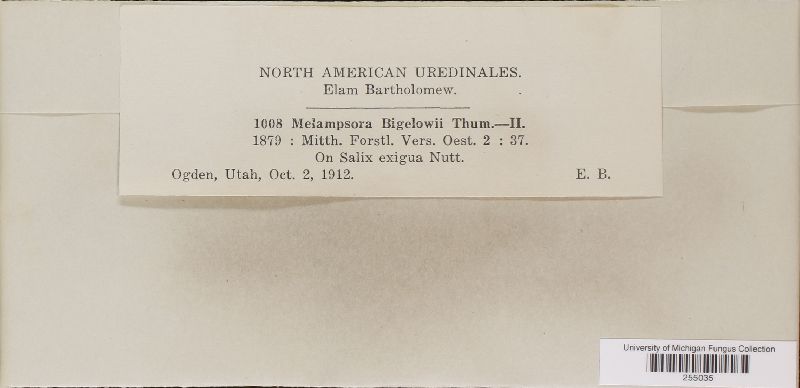 NORTH AMERICAN UREDINALES.
Elam Bartholomew.
1008 Melampsora Bigelowii Thum.—II.
1879 : Mitth. Forstl. Vers. Oest. 2 : 37.
On Salix exigua Nutt.
Ogden, Utah, Oct. 2, 1912. E. B.
University of Michigan Fungus Collection
255035